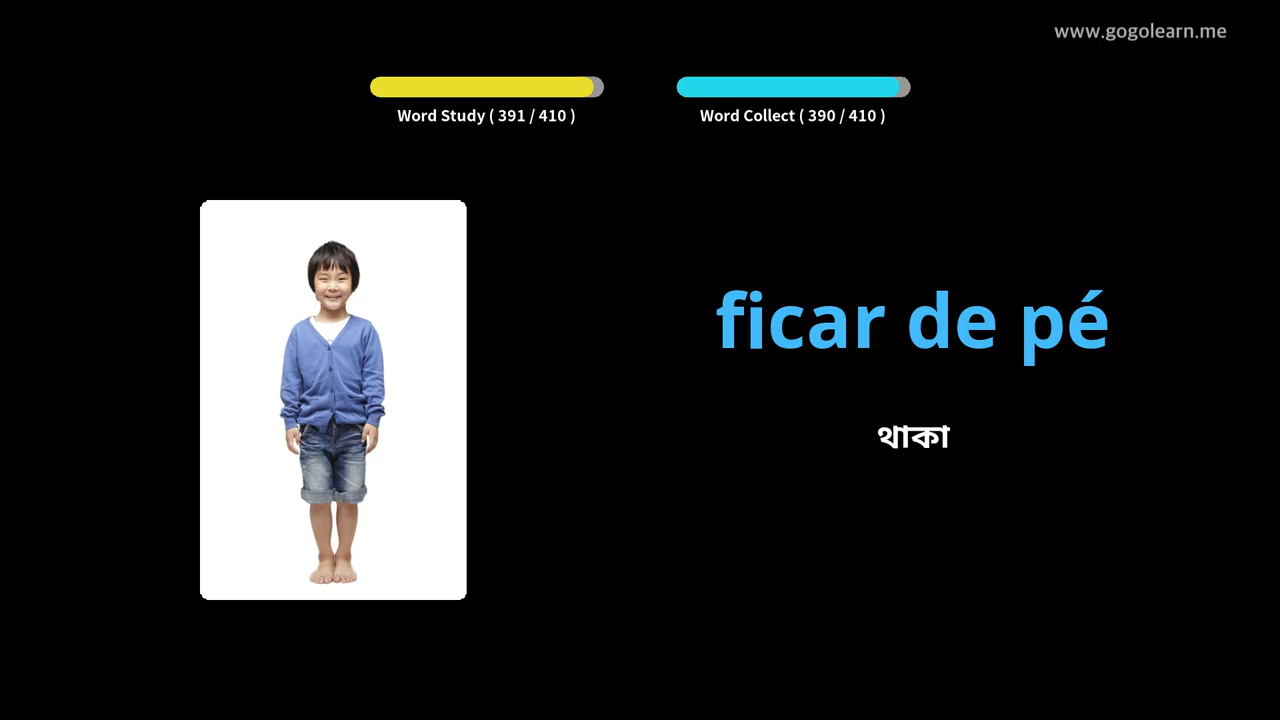 www.gogolearn.me
Word Study ( 391 / 410 )
Word Collect ( 390 / 410 )
ficar de pé
থাকা